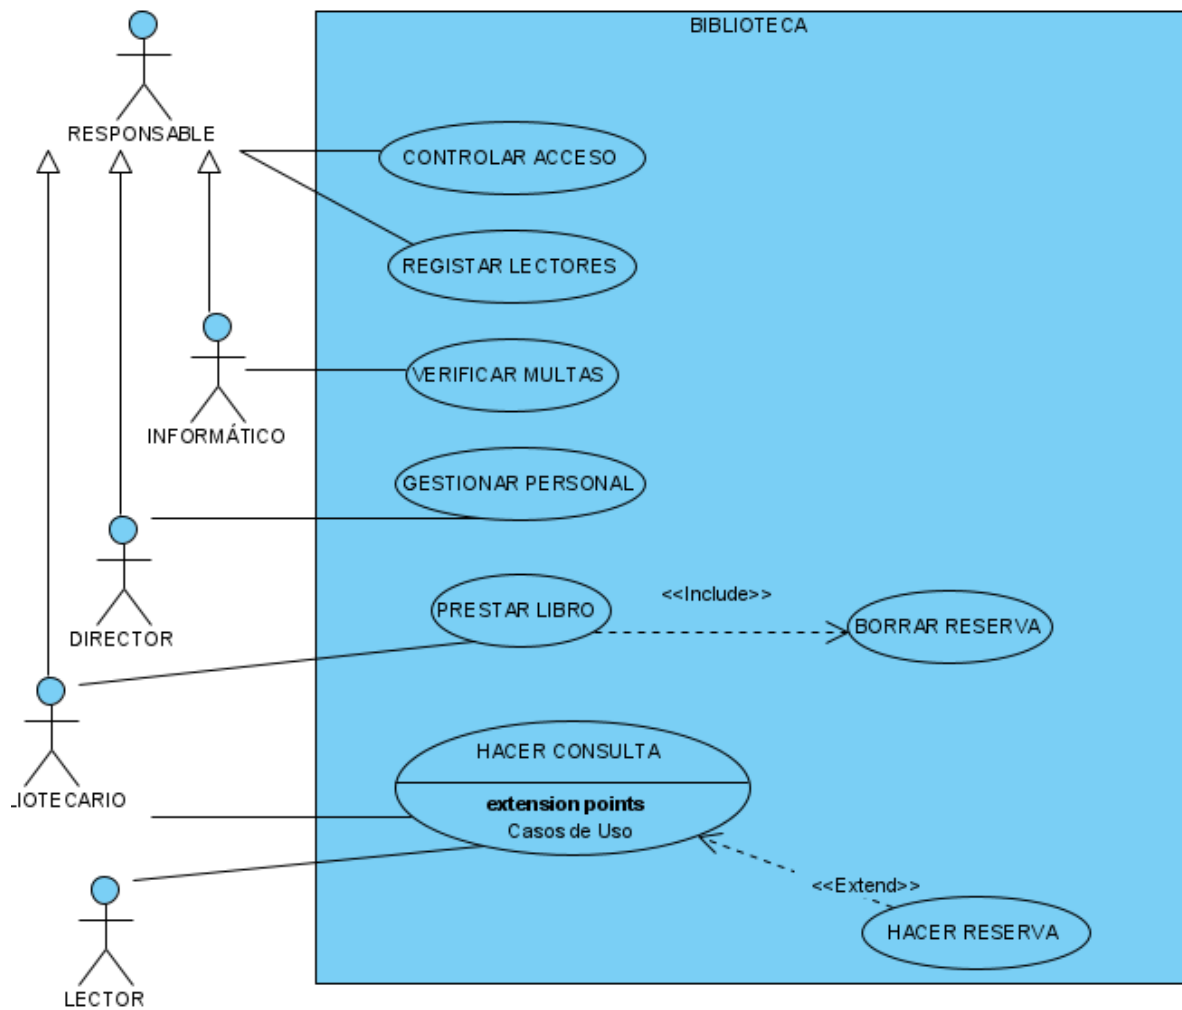 BIBLIOTECA
RESPONSABLE
CONTROLAR ACCESO
REGISTAR LECTORES
VERIFICAR MULTAS
INFORMÁTICO
GESTIONAR PERSONAL
DIRECTOR
PRESTAR LIBRO
<<Include>>
BORRAR RESERVA
LIOTECARIO
HACER CONSULTA
extension points
Casos de Uso
<<Extend>>
HACER RESERVA
LECTOR